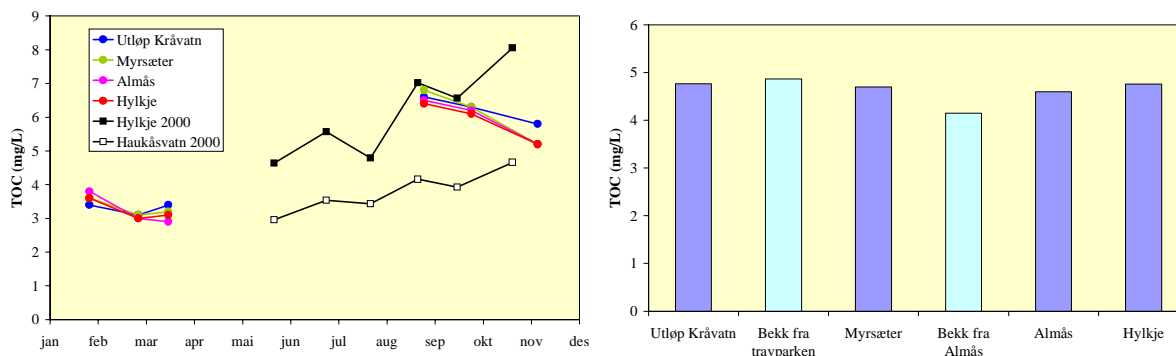 9
8
7
6
5
4
3
2
1
0
TOC (mg/L)
Utløp Kråvatn
Myrsæter
Almås
Hylkje
Hylkje 2000
Haukåsvatn 2000
jan feb mar apr mai jun jul aug sep okt nov des
6
5
4
3
2
1
0
TOC (mg/L)
Utløp Kråvatn Bekk fra Myrsæter Bekk fra Almås Hylkje
travparken Almås